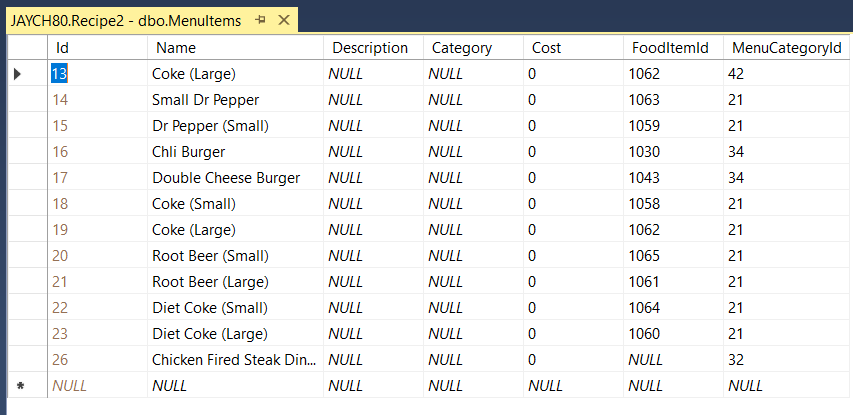 JAYCH80.Recipe2 - dbo.MenuItems
Id Name Description Category Cost FoodItemId MenuCategoryId
13 Coke (Large) NULL NULL 0 1062 42
14 Small Dr Pepper NULL NULL 0 1063 21
15 Dr Pepper (Small) NULL NULL 0 1059 21
16 Chli Burger NULL NULL 0 1030 34
17 Double Cheese Burger NULL NULL 0 1043 34
18 Coke (Small) NULL NULL 0 1058 21
19 Coke (Large) NULL NULL 0 1062 21
20 Root Beer (Small) NULL NULL 0 1065 21
21 Root Beer (Large) NULL NULL 0 1061 21
22 Diet Coke (Small) NULL NULL 0 1064 21
23 Diet Coke (Large) NULL NULL 0 1060 21
26 Chicken Fired Steak Din... NULL NULL 0 NULL 32
NULL NULL NULL NULL NULL NULL NULL